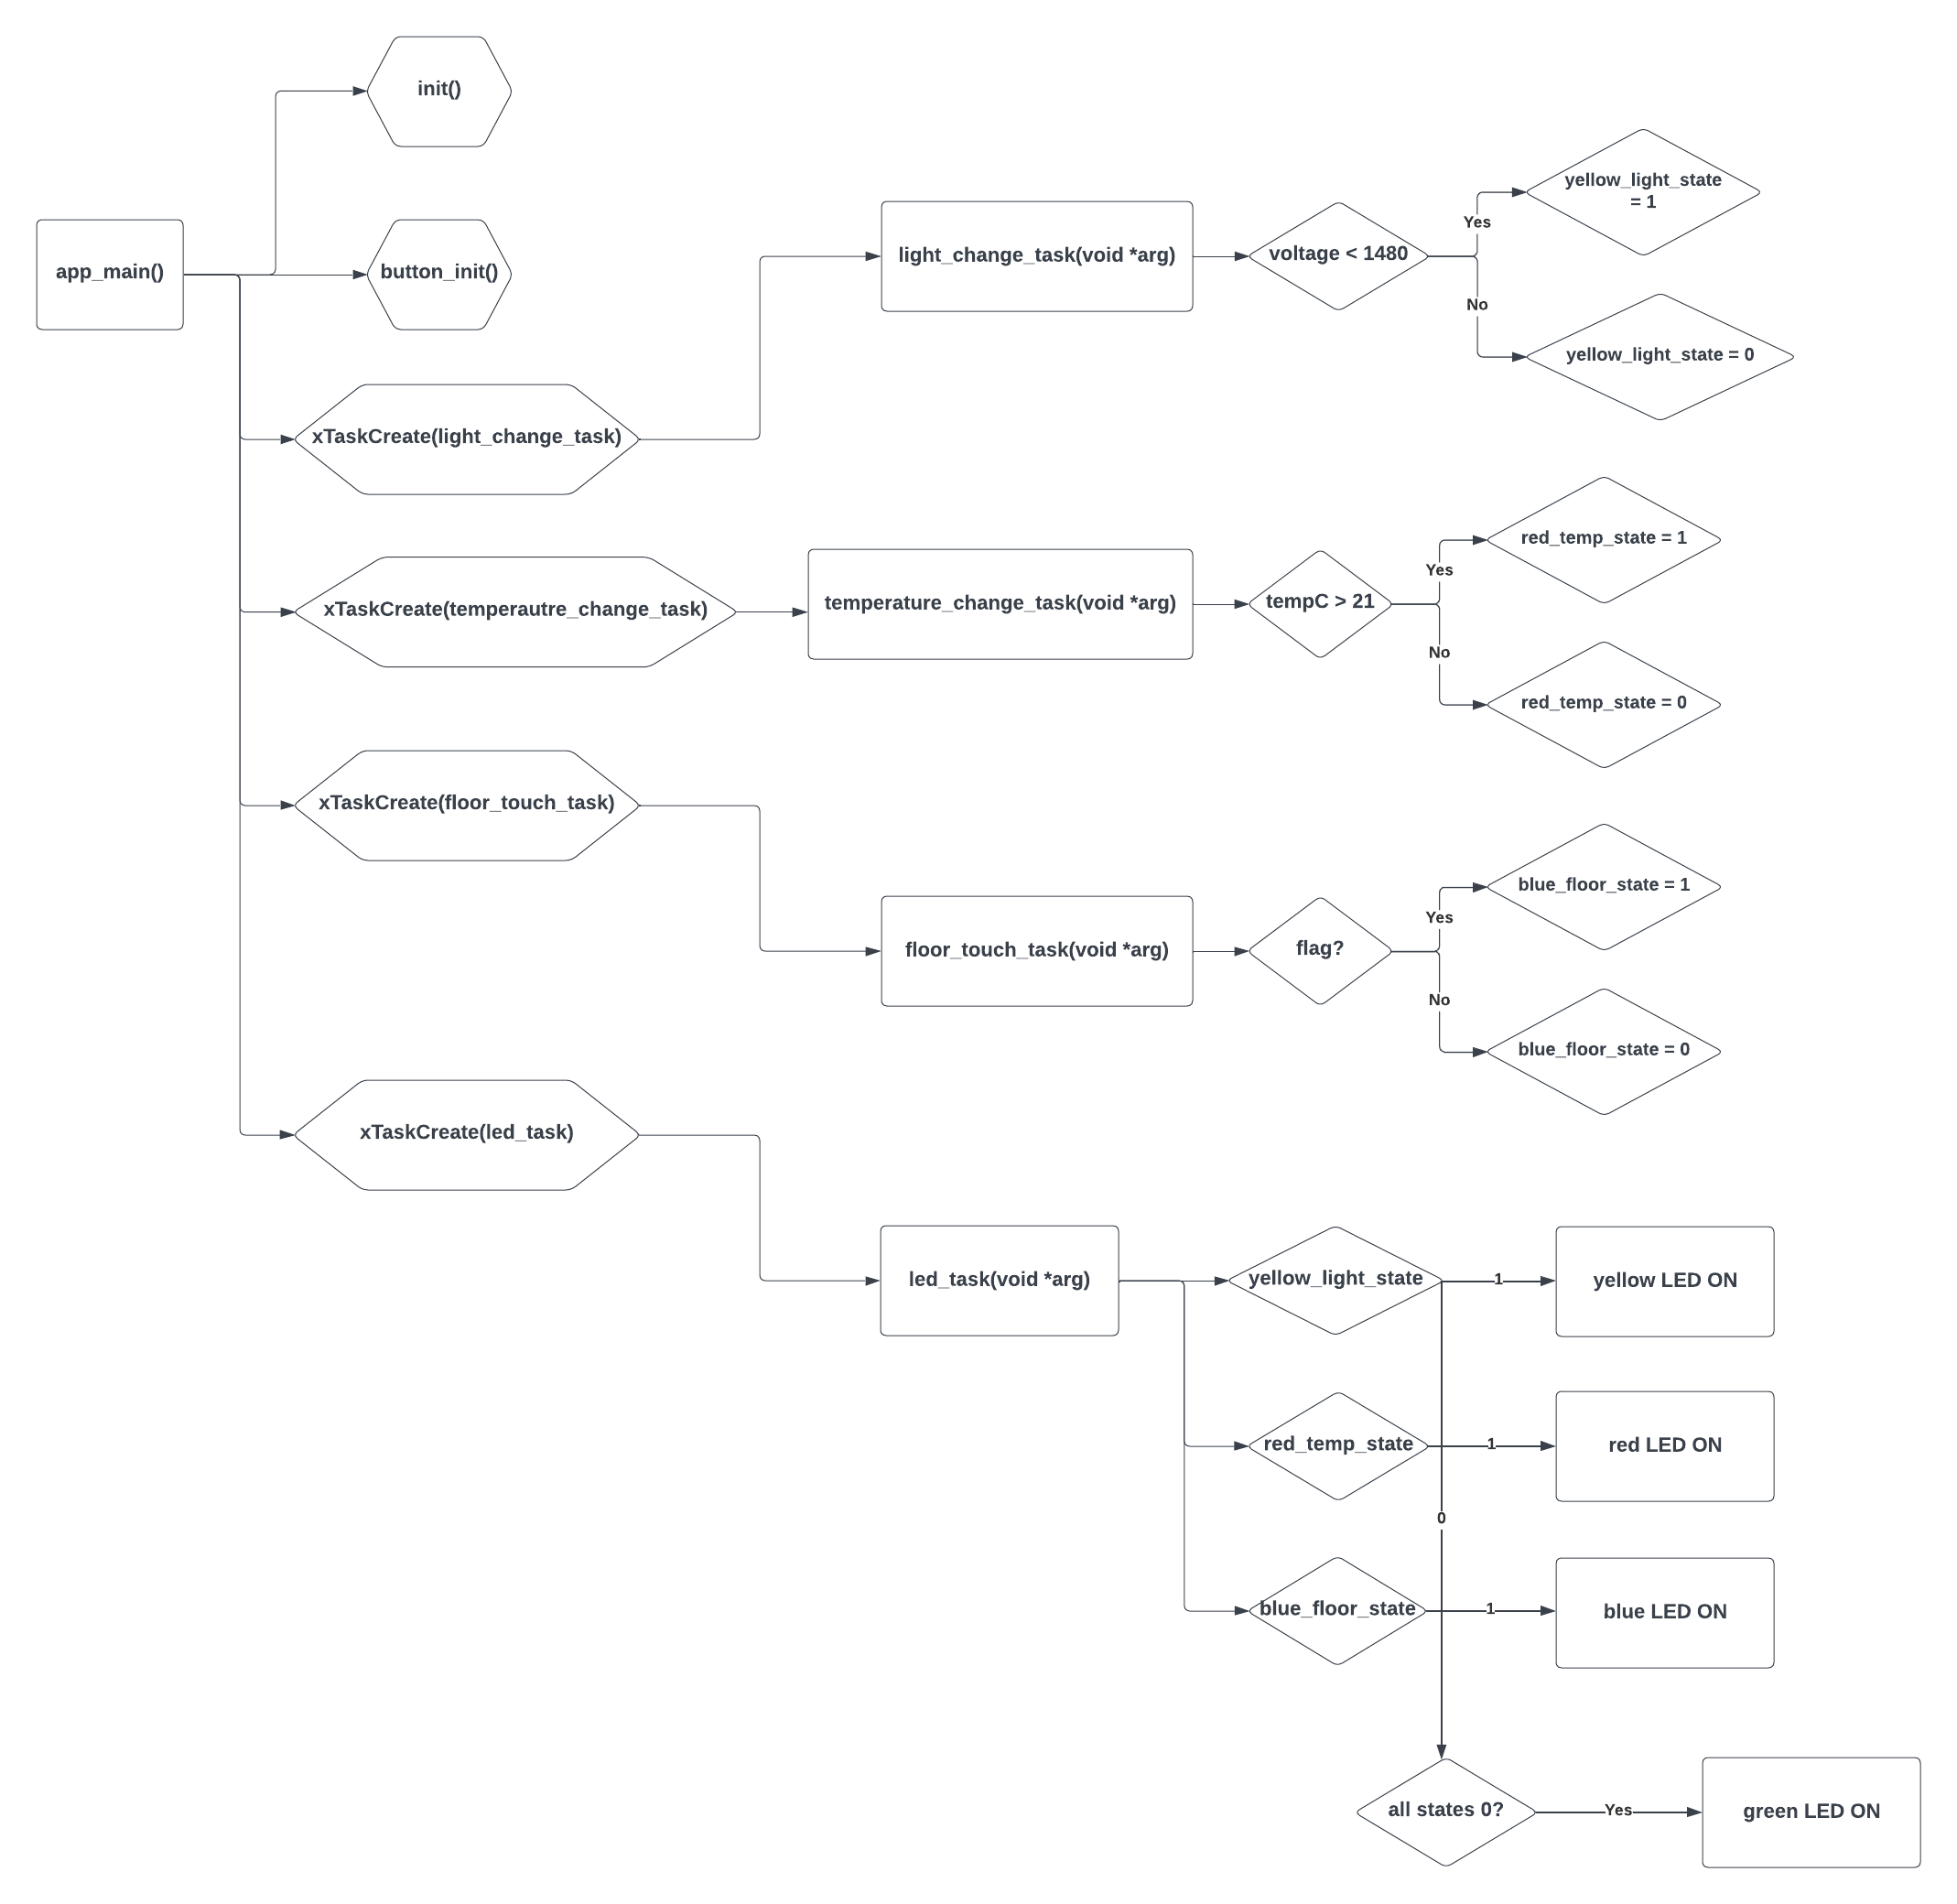 init()
app_main()
button_init()
xTaskCreate(light_change_task)
light_change_task(void *arg)
voltage < 1480
Yes
yellow_light_state
= 1
No
yellow_light_state = 0
xTaskCreate(temperautre_change_task)
temperature_change_task(void *arg)
tempC > 21
Yes
red_temp_state = 1
No
red_temp_state = 0
xTaskCreate(floor_touch_task)
floor_touch_task(void *arg)
flag?
Yes
blue_floor_state = 1
No
blue_floor_state = 0
xTaskCreate(led_task)
led_task(void *arg)
yellow_light_state
1
yellow LED ON
red_temp_state
1
red LED ON
0
blue_floor_state
1
blue LED ON
all states 0?
Yes
green LED ON